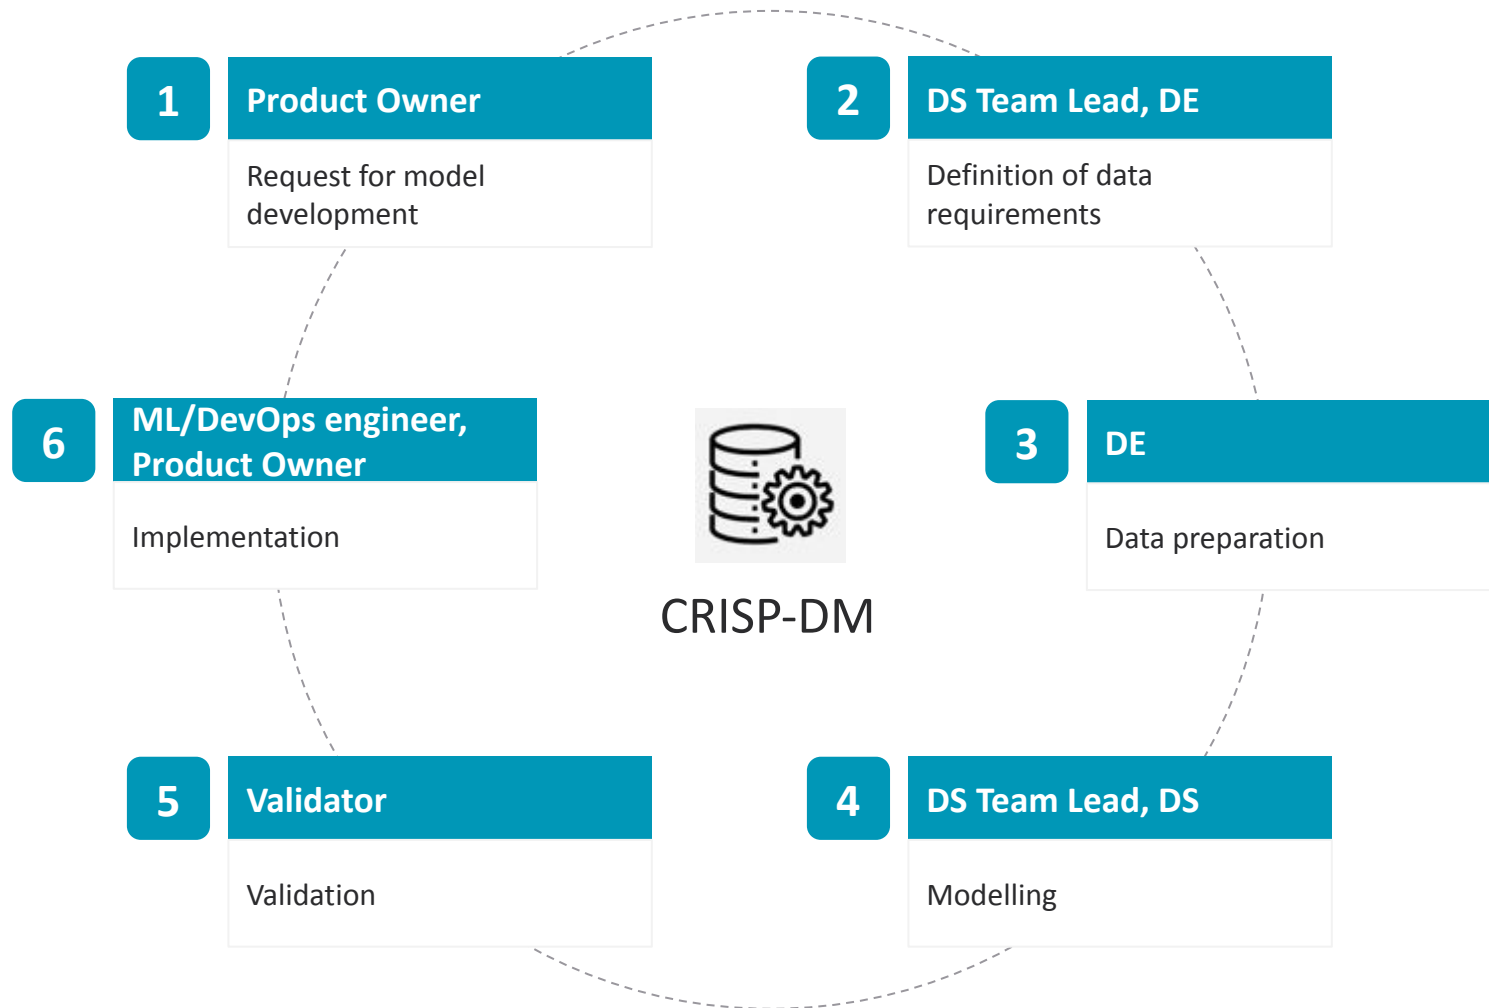 1
Product Owner
Request for model
development
2
DS Team Lead, DE
Definition of data
requirements
3
DE
Data preparation
4
DS Team Lead, DS
Modelling
5
Validator
Validation
6
ML/DevOps engineer,
Product Owner
Implementation
CRISP-DM